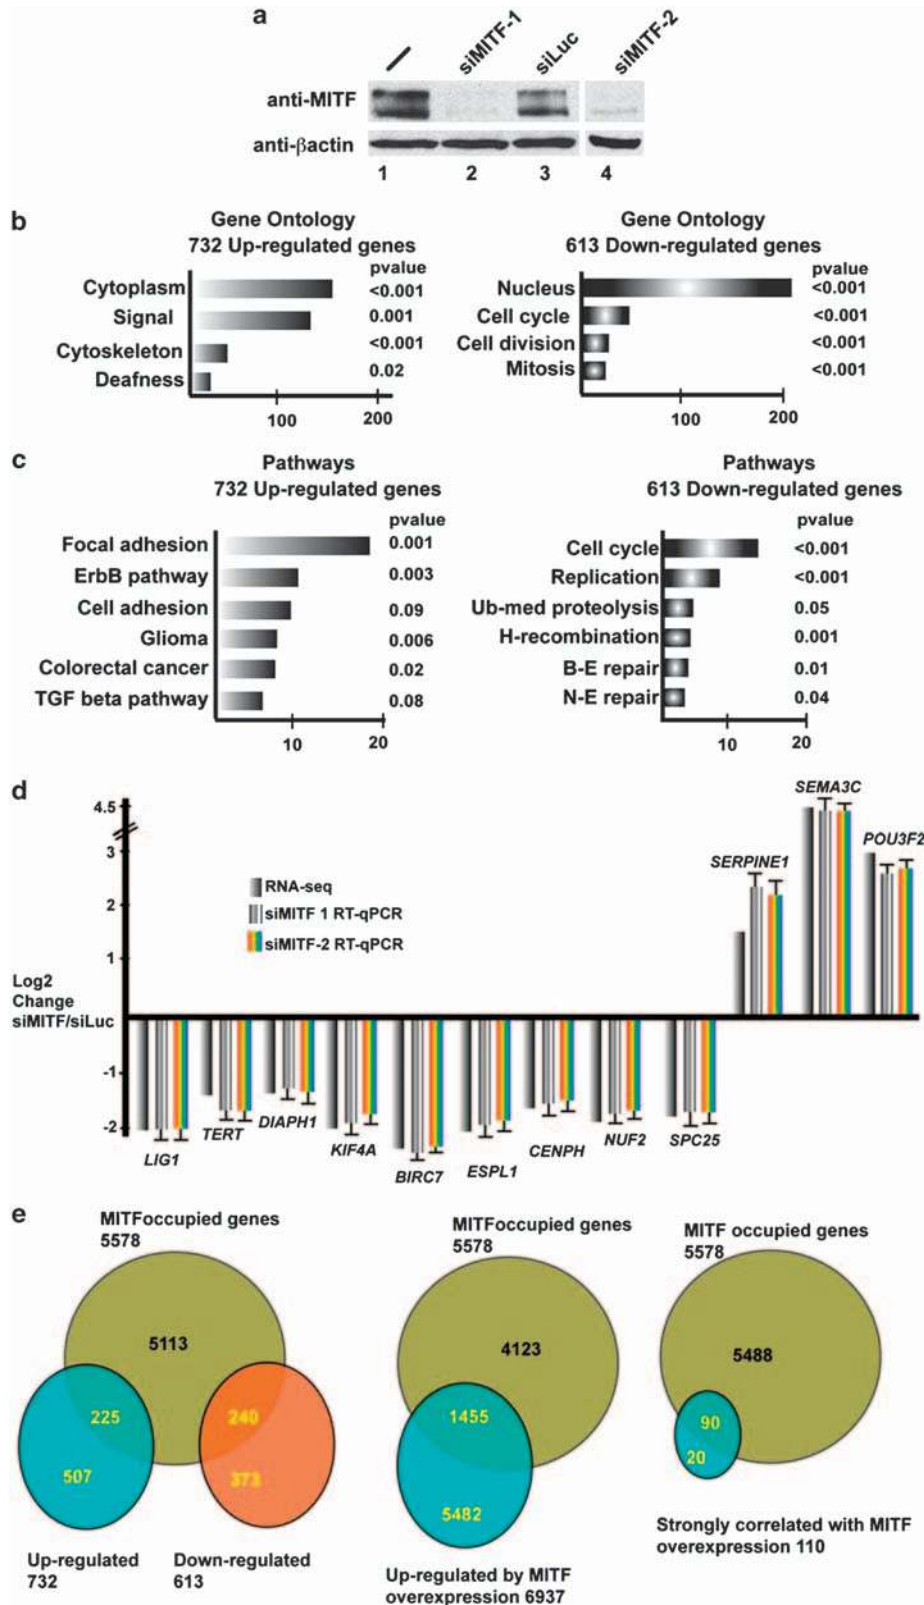 a
siMITF-1
siLuc
siMITF-2
anti-MITF
anti-βactin
1 2 3 4
b
Gene Ontology
732 Up-regulated genes
pvalue
Cytoplasm <0.001
Signal 0.001
Cytoskeleton <0.001
Deafness 0.02
100 200
Gene Ontology
613 Down-regulated genes
pvalue
Nucleus <0.001
Cell cycle <0.001
Cell division <0.001
Mitosis <0.001
100 200
c
Pathways
732 Up-regulated genes
pvalue
Focal adhesion 0.001
ErbB pathway 0.003
Cell adhesion 0.09
Glioma 0.006
Colorectal cancer 0.02
TGF beta pathway 0.08
10 20
Pathways
613 Down-regulated genes
pvalue
Cell cycle <0.001
Replication <0.001
Ub-med proteolysis 0.05
H-recombination 0.001
B-E repair 0.01
N-E repair 0.04
10 20
d
4.5
3
2
1
-1
-2
Log2
Change
siMITF/siLuc
RNA-seq
siMITF 1 RT-qPCR
siMITF-2 RT-qPCR
LIG1
TERT
DIAPH1
KIF4A
BIRC7
ESPL1
CENPH
NUF2
SPC25
SERPINE1
SEMA3C
POU3F2
e
MITFoccupied genes
5578
5113
225
240
507
373
Up-regulated
732
Down-regulated
613
MITFoccupied genes
5578
4123
1455
5482
Up-regulated by MITF
overexpression 6937
MITF occupied genes
5578
5488
90
20
Strongly correlated with MITF
overexpression 110